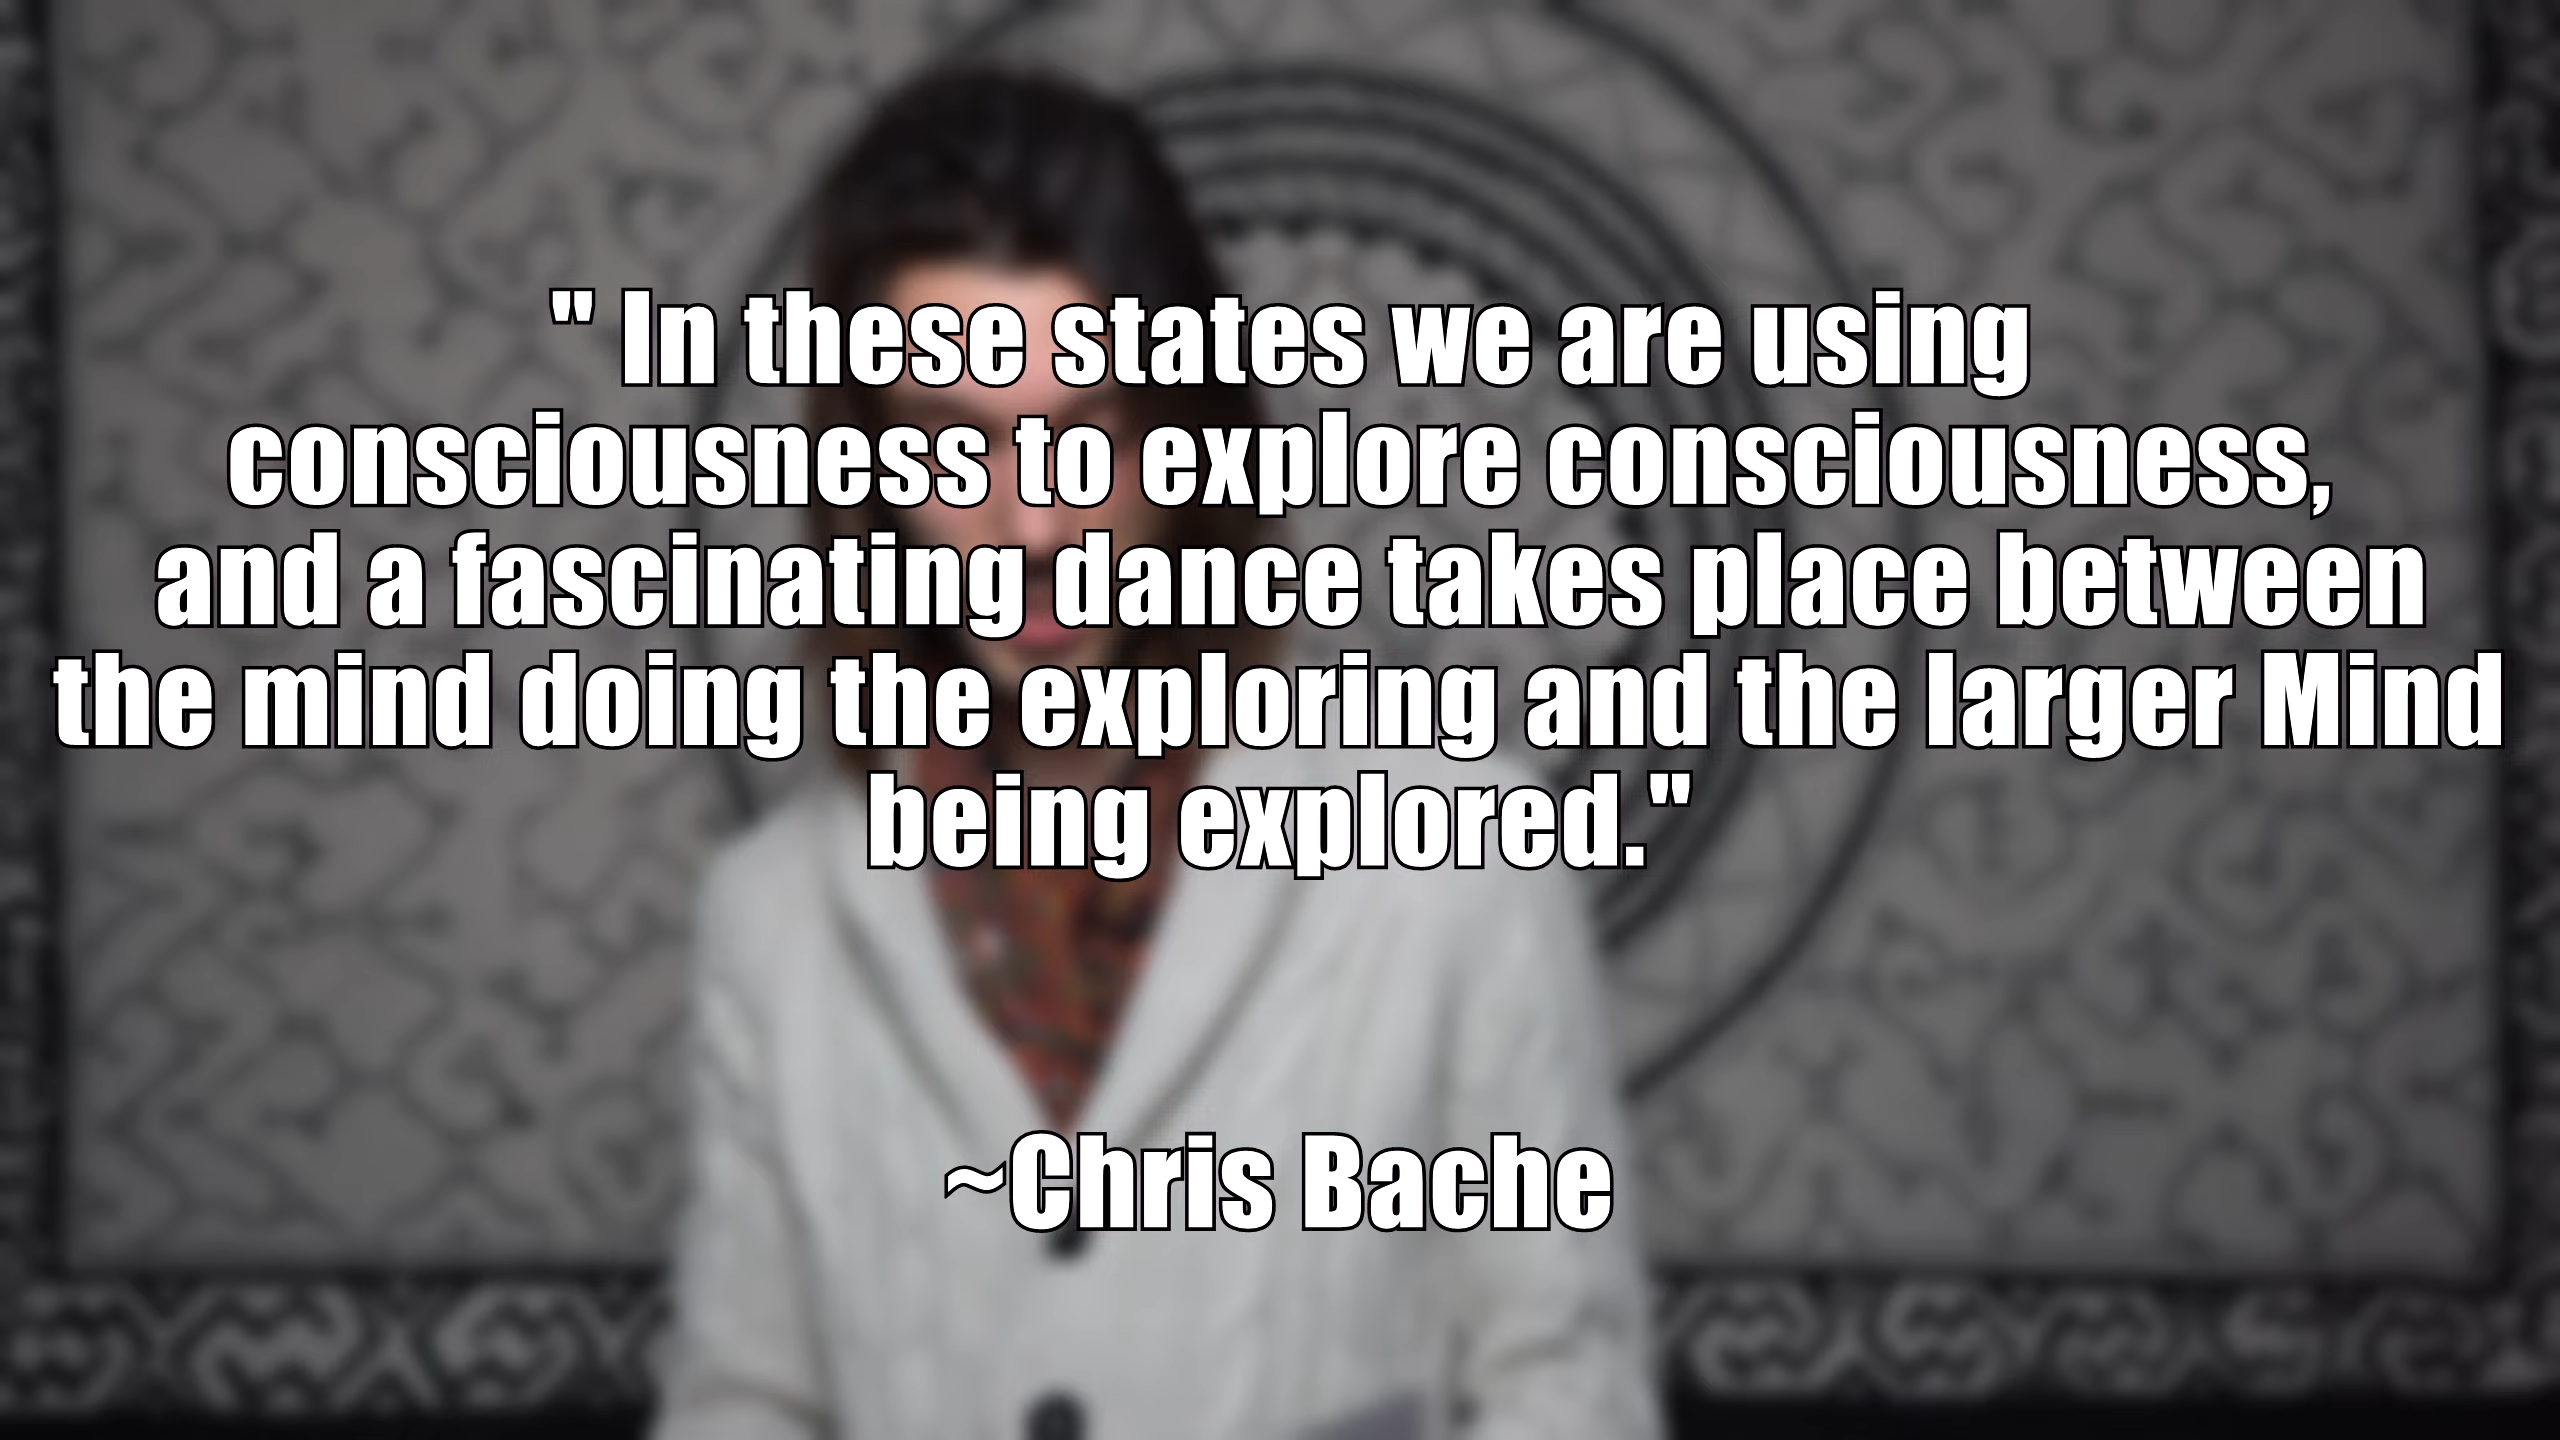 " In these states we are using
consciousness to explore consciousness,
and a fascinating dance takes place between
the mind doing the exploring and the larger Mind
being explored."
~Chris Bache